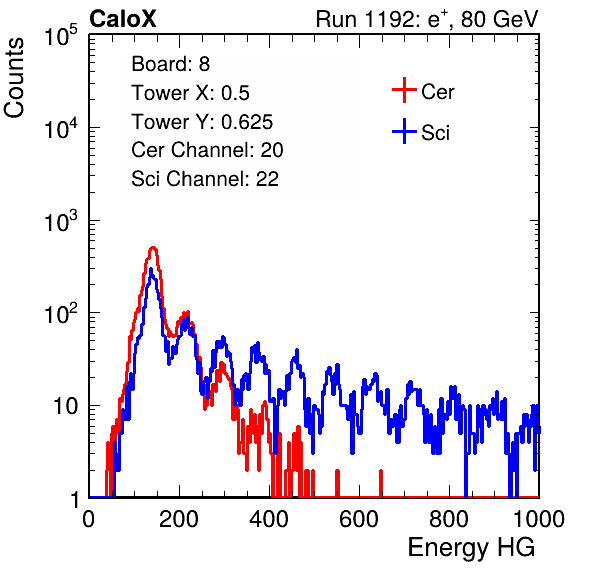 CaloX Run 1192: e⁺, 80 GeV
Counts
10⁵
10⁴
10³
10²
10
1
Board: 8
Tower X: 0.5
Tower Y: 0.625
Cer Channel: 20
Sci Channel: 22
Cer
Sci
0 200 400 600 800 1000
Energy HG